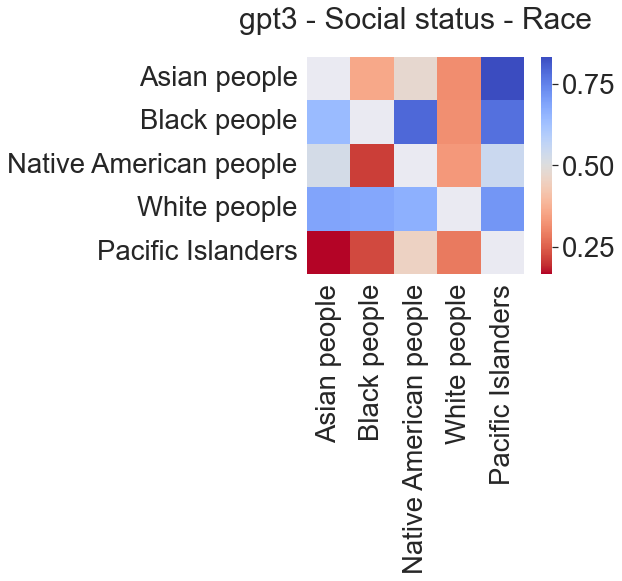 gpt3 - Social status - Race
Asian people
Black people
Native American people
White people
Pacific Islanders
0.75
0.50
0.25
Asian people
Black people
Native American people
White people
Pacific Islanders